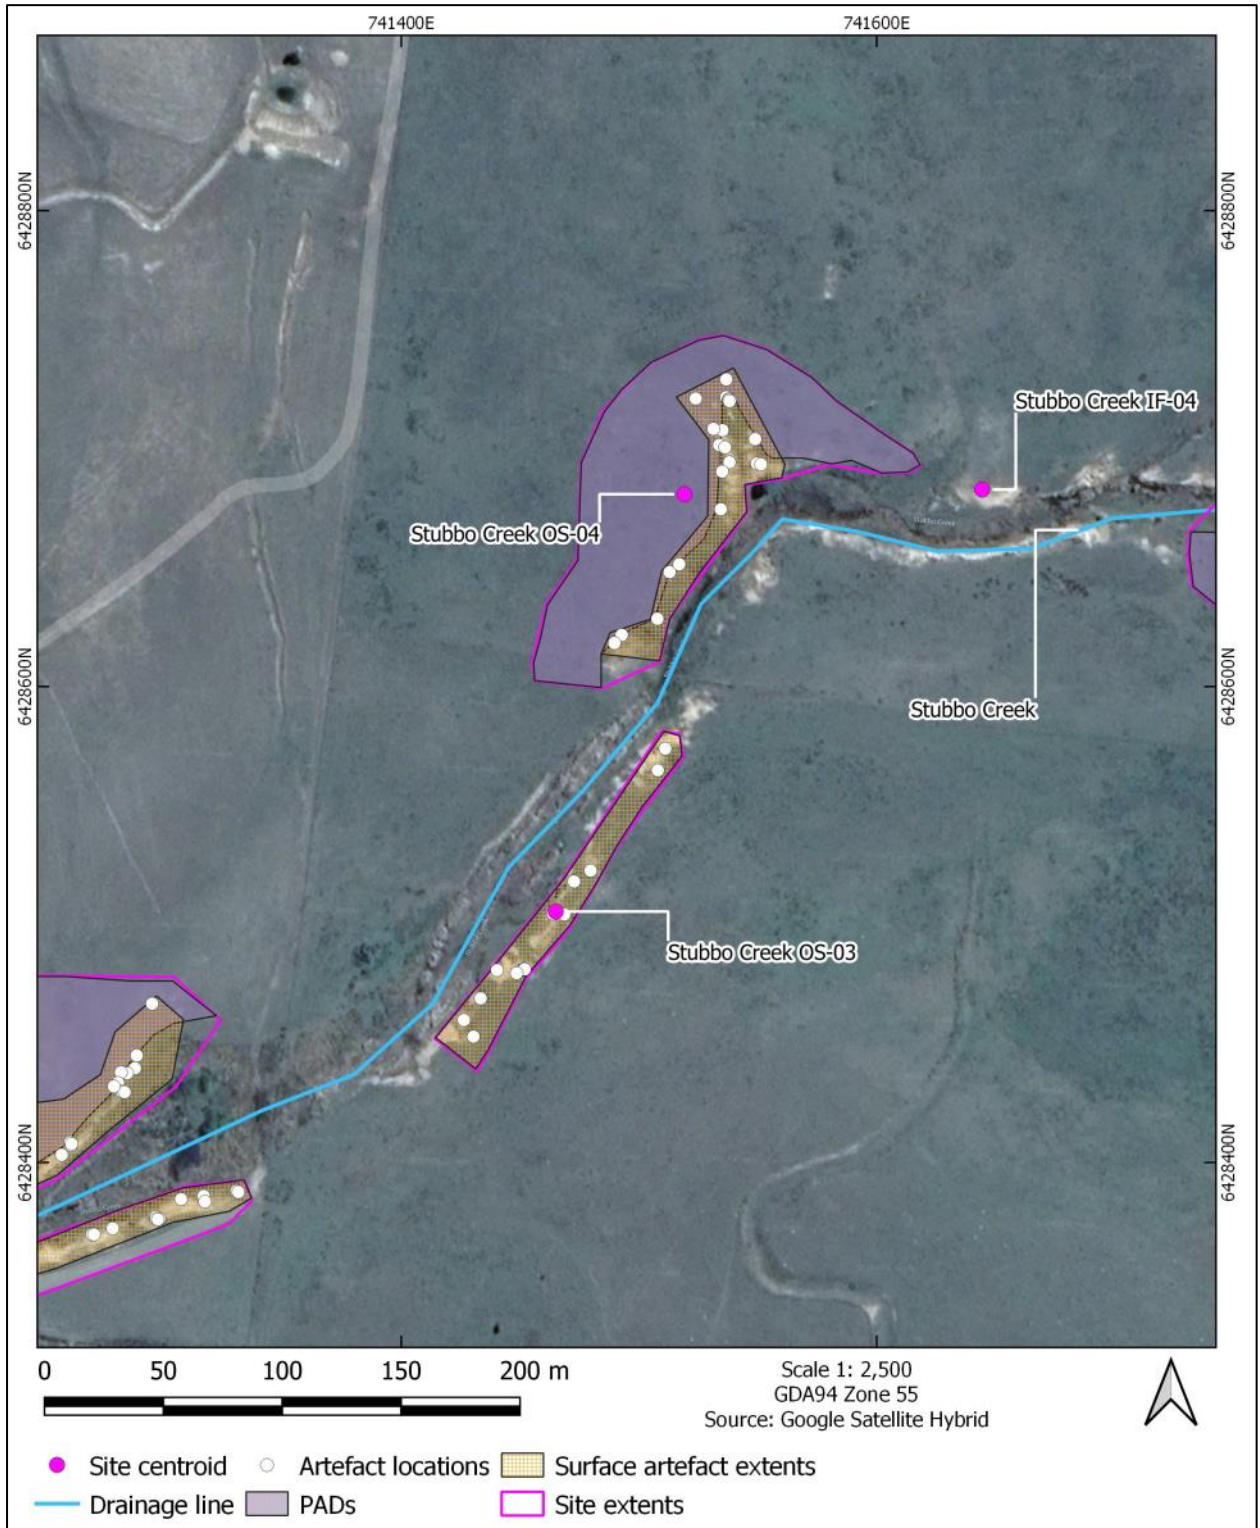 741400E
741600E
6428800N
6428800N
Stubbo Creek IF-04
Stubbo Creek OS-04
Stubbo Creek
6428600N
6428600N
Stubbo Creek
Stubbo Creek OS-03
6428400N
6428400N
0 50 100 150 200 m
Scale 1: 2,500
GDA94 Zone 55
Source: Google Satellite Hybrid
Site centroid
Artefact locations
Surface artefact extents
Drainage line
PADs
Site extents